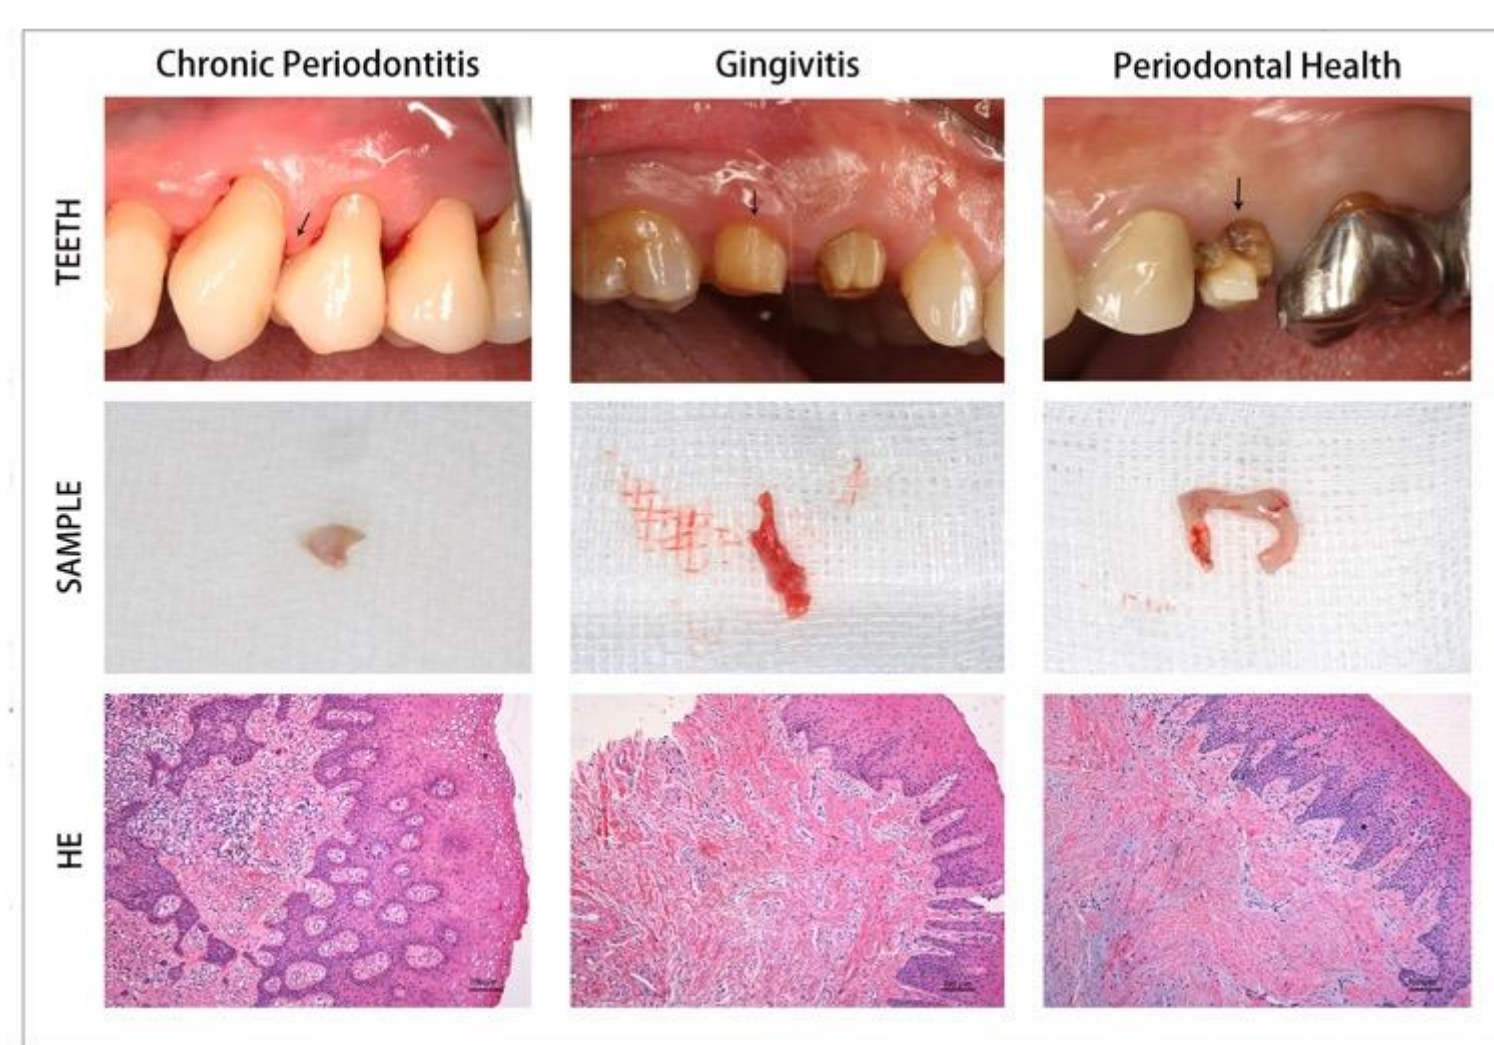 Chronic Periodontitis
Gingivitis
Periodontal Health
TEETH
SAMPLE
HE